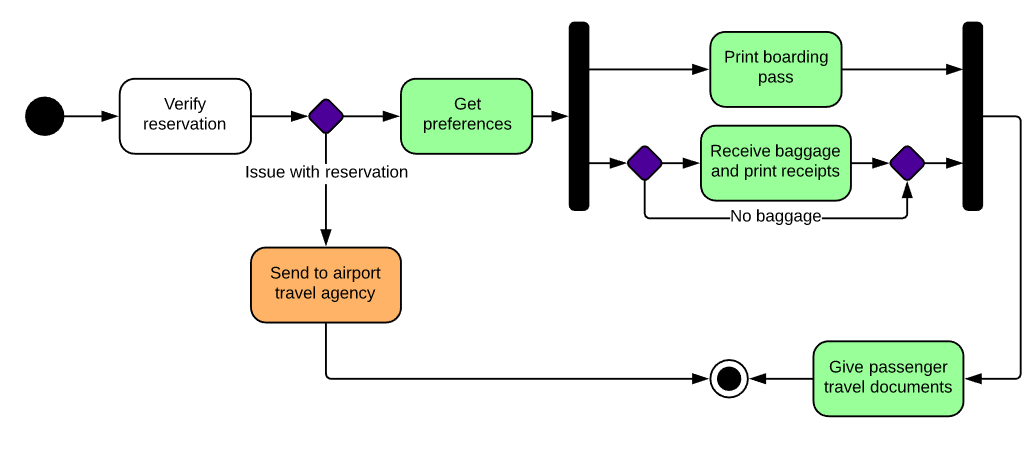 Verify
reservation
Get
preferences
Print boarding
pass
Receive baggage
and print receipts
Issue with reservation
No baggage
Send to airport
travel agency
Give passenger
travel documents